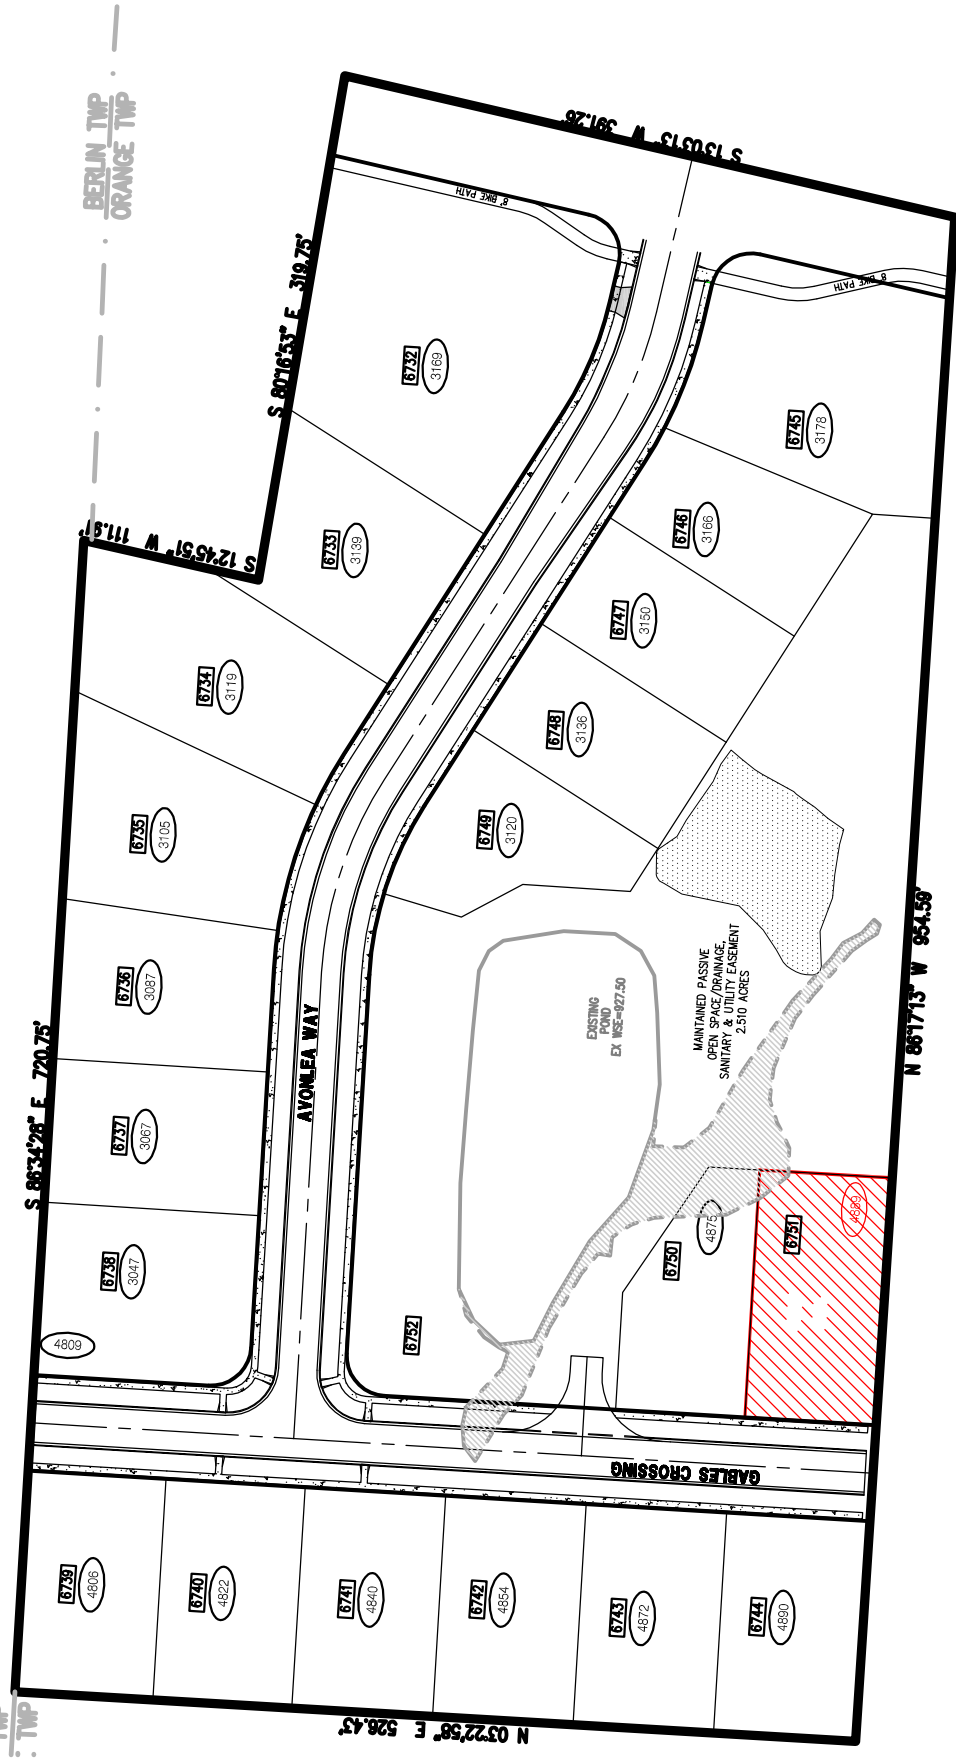 BERLIN TWP
ORANGE TWP
S 13°03'13" W 391.26'
8' BIKE PATH
S 80°16'53" E 319.75'
8' BIKE PATH
6732
3169
6745
3178
S 12°45'51" W 111.91'
6733
3139
6746
3166
6747
3150
6734
3119
6748
3136
6735
3105
6749
3120
6736
3087
N 86°17'13" W 954.59'
EXISTING
POND
EX WSE=927.50
MAINTAINED PASSIVE
OPEN SPACE/DRAINAGE,
SANITARY & UTILITY EASEMENT
2.510 ACRES
AVONLEA WAY
S 86°34'28" E 720.75'
6737
3067
6738
3047
4809
6752
6750
4875
6751
4889
GABLES CROSSING
6739
4806
6740
4822
6741
4840
6742
4854
6743
4872
6744
4890
N 03°22'58" E 526.43'
TWP
TWP